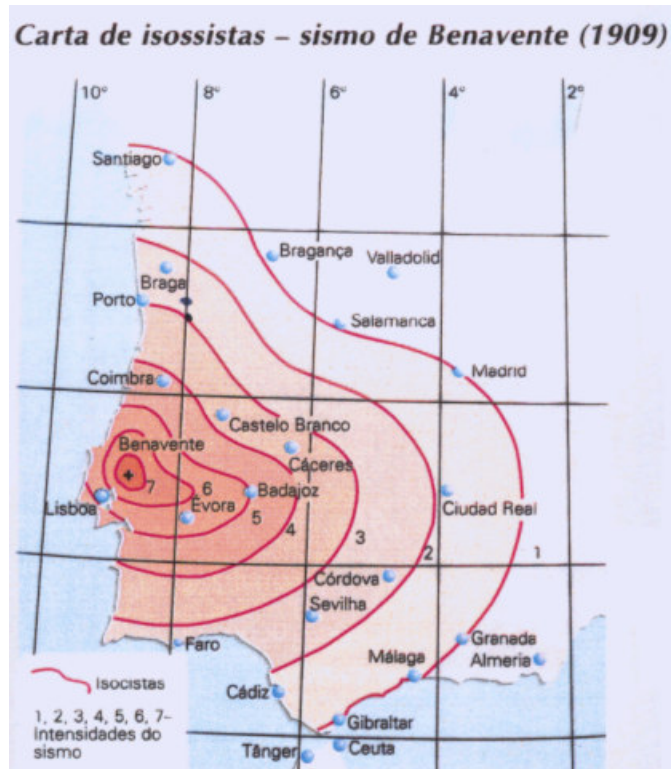 Carta de isossistas – sismo de Benavente (1909)
10° 8° 6° 4° 2°
Santiago
Bragança
Valladolid
Braga
Porto
Salamanca
Madrid
Coimbra
Castelo Branco
Benavente
Cáceres
7
6
Badajoz
Ciudad Real
Lisboa
Évora
5
4
3
2
1
Córdova
Sevilha
Faro
Granada
Málaga
Almeria
Cádiz
Gibraltar
Tânger
Ceuta
Isocistas
1, 2, 3, 4, 5, 6, 7-
Intensidades do
sismo